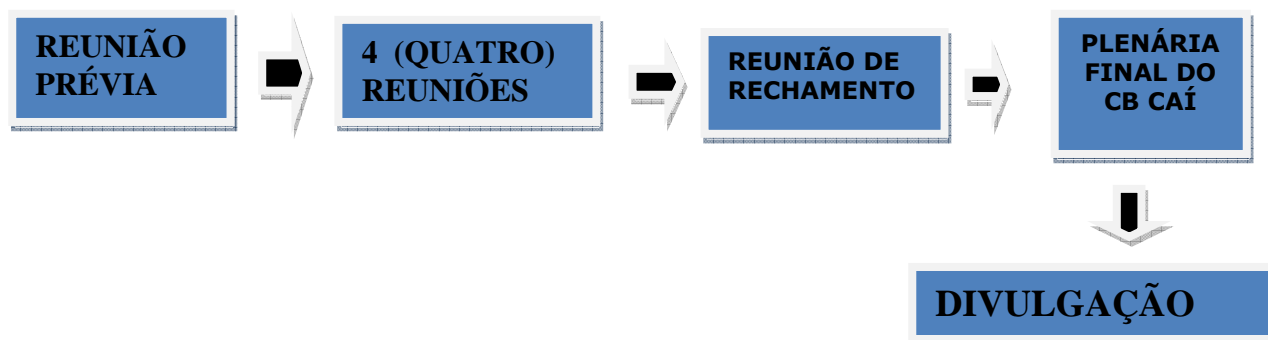 REUNIÃO
PRÉVIA
4 (QUATRO)
REUNIÕES
REUNIÃO DE
RECHAMENTO
PLENÁRIA
FINAL DO
CB CAÍ
DIVULGAÇÃO